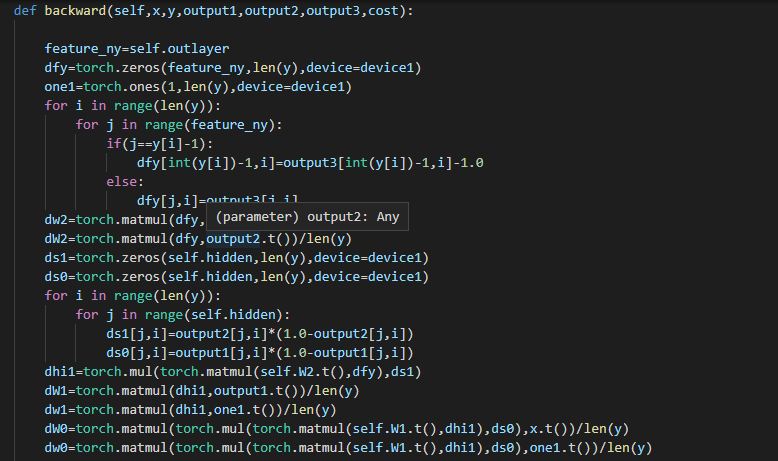 def backward(self,x,y,output1,output2,output3,cost):
feature_ny=self.outlayer
dfy=torch.zeros(feature_ny,len(y),device=device1)
one1=torch.ones(1,len(y),device=device1)
for i in range(len(y)):
for j in range(feature_ny):
if(j==y[i]-1):
dfy[int(y[i])-1,i]=output3[int(y[i])-1,i]-1.0
else:
dfy[j,i]=output3[j,i]
dw2=torch.matmul(dfy,
(parameter) output2: Any
dW2=torch.matmul(dfy,output2.t())/len(y)
ds1=torch.zeros(self.hidden,len(y),device=device1)
ds0=torch.zeros(self.hidden,len(y),device=device1)
for i in range(len(y)):
for j in range(self.hidden):
ds1[j,i]=output2[j,i]*(1.0-output2[j,i])
ds0[j,i]=output1[j,i]*(1.0-output1[j,i])
dhi1=torch.mul(torch.matmul(self.W2.t(),dfy),ds1)
dW1=torch.matmul(dhi1,output1.t())/len(y)
dw1=torch.matmul(dhi1,one1.t())/len(y)
dW0=torch.matmul(torch.mul(torch.matmul(self.W1.t(),dhi1),ds0),x.t())/len(y)
dw0=torch.matmul(torch.mul(torch.matmul(self.W1.t(),dhi1),ds0),one1.t())/len(y)